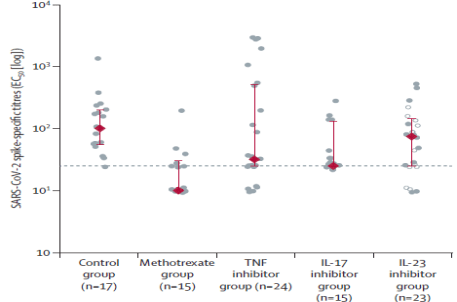 SARS-CoV-2 spike-specific titres (EC50 [log])
10⁴
10³
10²
10¹
10
Control group (n=17)
Methotrexate group (n=15)
TNF inhibitor group (n=24)
IL-17 inhibitor group (n=15)
IL-23 inhibitor group (n=23)